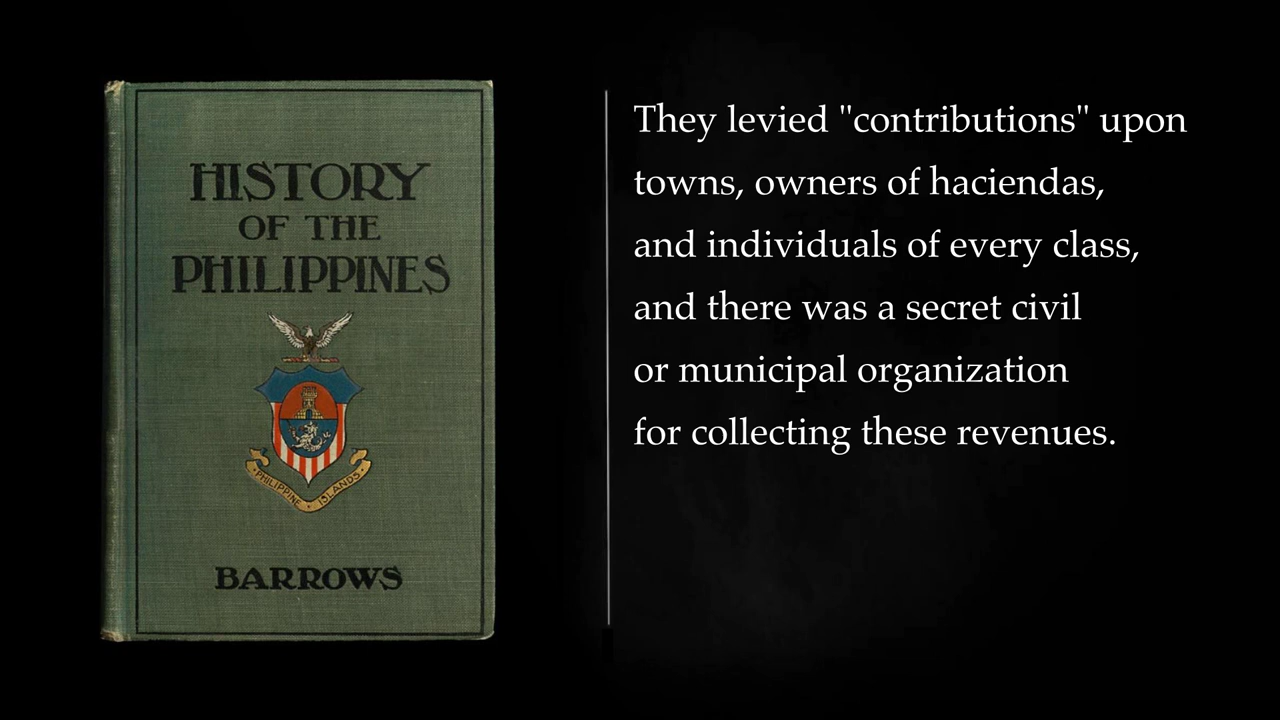 HISTORY
OF THE
PHILIPPINES
PHILIPPINE ISLANDS
BARROWS
They levied "contributions" upon
towns, owners of haciendas,
and individuals of every class,
and there was a secret civil
or municipal organization
for collecting these revenues.